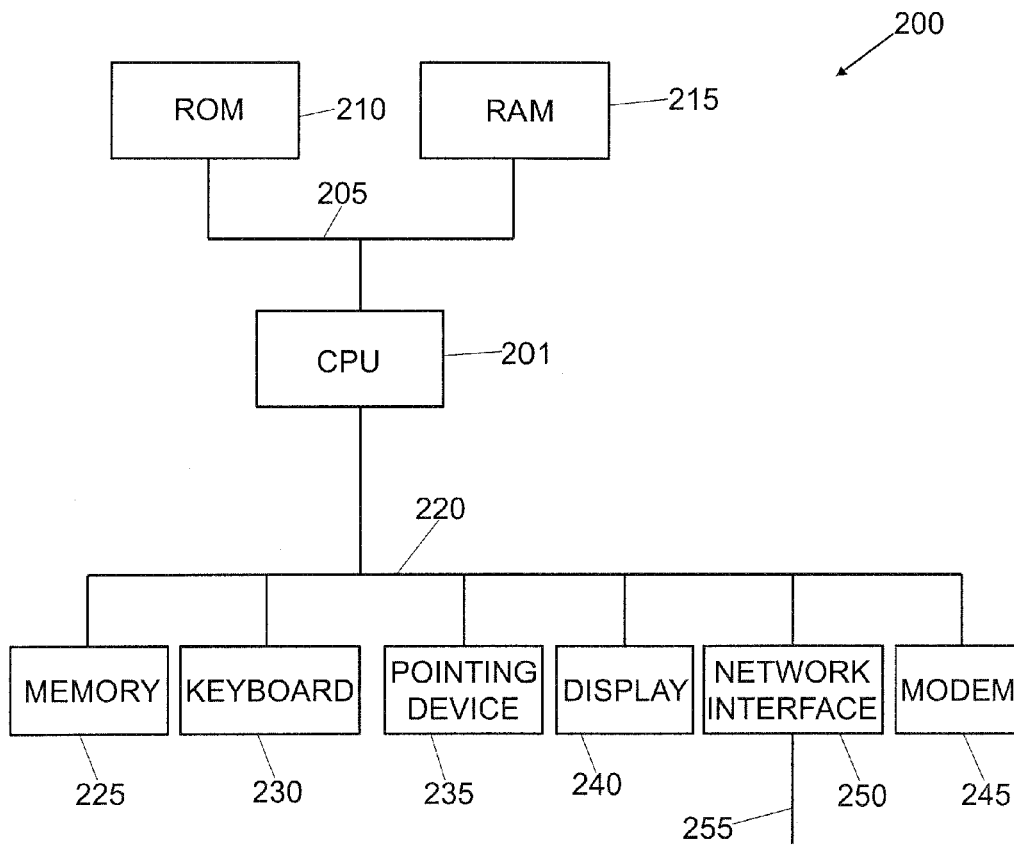 200
ROM
210
RAM
215
205
CPU
201
220
MEMORY
KEYBOARD
POINTING
DEVICE
DISPLAY
NETWORK
INTERFACE
MODEM
225
230
235
240
250
245
255